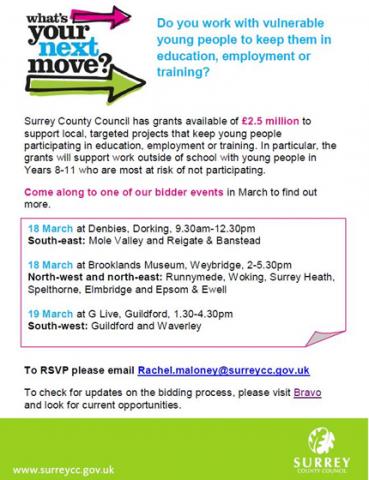 what's
your
next
move?
Do you work with vulnerable
young people to keep them in
education, employment or
training?
Surrey County Council has grants available of £2.5 million to
support local, targeted projects that keep young people
participating in education, employment or training. In particular, the
grants will support work outside of school with young people in
Years 8-11 who are most at risk of not participating.
Come along to one of our bidder events in March to find out
more.
18 March at Denbies, Dorking, 9.30am-12.30pm
South-east: Mole Valley and Reigate & Banstead
18 March at Brooklands Museum, Weybridge, 2-5.30pm
North-west and north-east: Runnymede, Woking, Surrey Heath,
Spelthorne, Elmbridge and Epsom & Ewell
19 March at G Live, Guildford, 1.30-4.30pm
South-west: Guildford and Waverley
To RSVP please email Rachel.maloney@surreycc.gov.uk
To check for updates on the bidding process, please visit Bravo
and look for current opportunities.
www.surreycc.gov.uk
SURREY
COUNTY COUNCIL